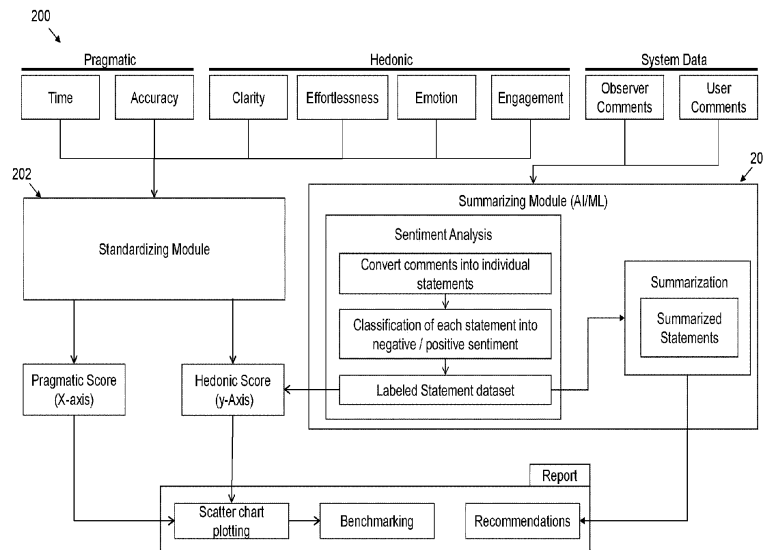 200
Pragmatic
Hedonic
System Data
Time
Accuracy
Clarity
Effortlessness
Emotion
Engagement
Observer
Comments
User
Comments
202
20
Standardizing Module
Summarizing Module (AI/ML)
Sentiment Analysis
Convert comments into individual
statements
Classification of each statement into
negative / positive sentiment
Labeled Statement dataset
Summarization
Summarized
Statements
Pragmatic Score
(X-axis)
Hedonic Score
(y-Axis)
Report
Scatter chart
plotting
Benchmarking
Recommendations